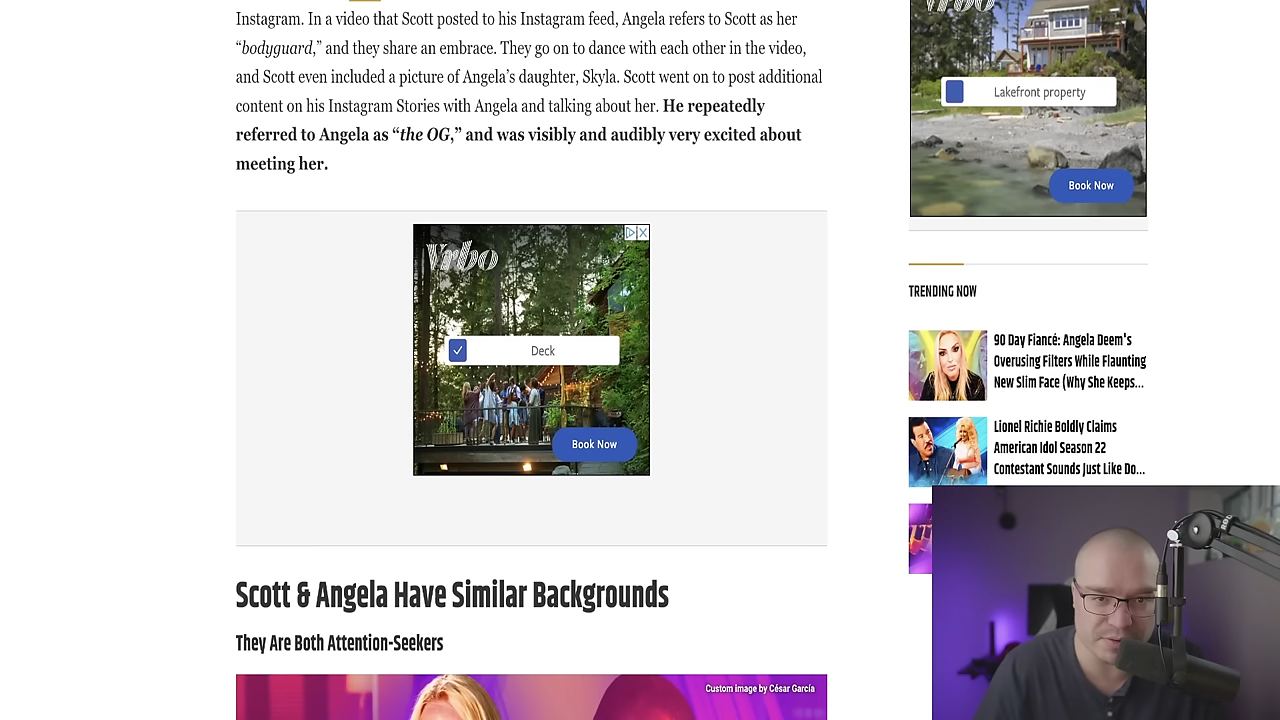 Instagram. In a video that Scott posted to his Instagram feed, Angela refers to Scott as her
“bodyguard,” and they share an embrace. They go on to dance with each other in the video,
and Scott even included a picture of Angela’s daughter, Skyla. Scott went on to post additional
content on his Instagram Stories with Angela and talking about her. He repeatedly
referred to Angela as “the OG,” and was visibly and audibly very excited about
meeting her.
Vrbo
Deck
Book Now
Scott & Angela Have Similar Backgrounds
They Are Both Attention-Seekers
Custom image by César García
Vrbo
Lakefront property
Book Now
TRENDING NOW
90 Day Fiancé: Angela Deem's
Overusing Filters While Flaunting
New Slim Face (Why She Keeps...
Lionel Richie Boldly Claims
American Idol Season 22
Contestant Sounds Just Like Do...